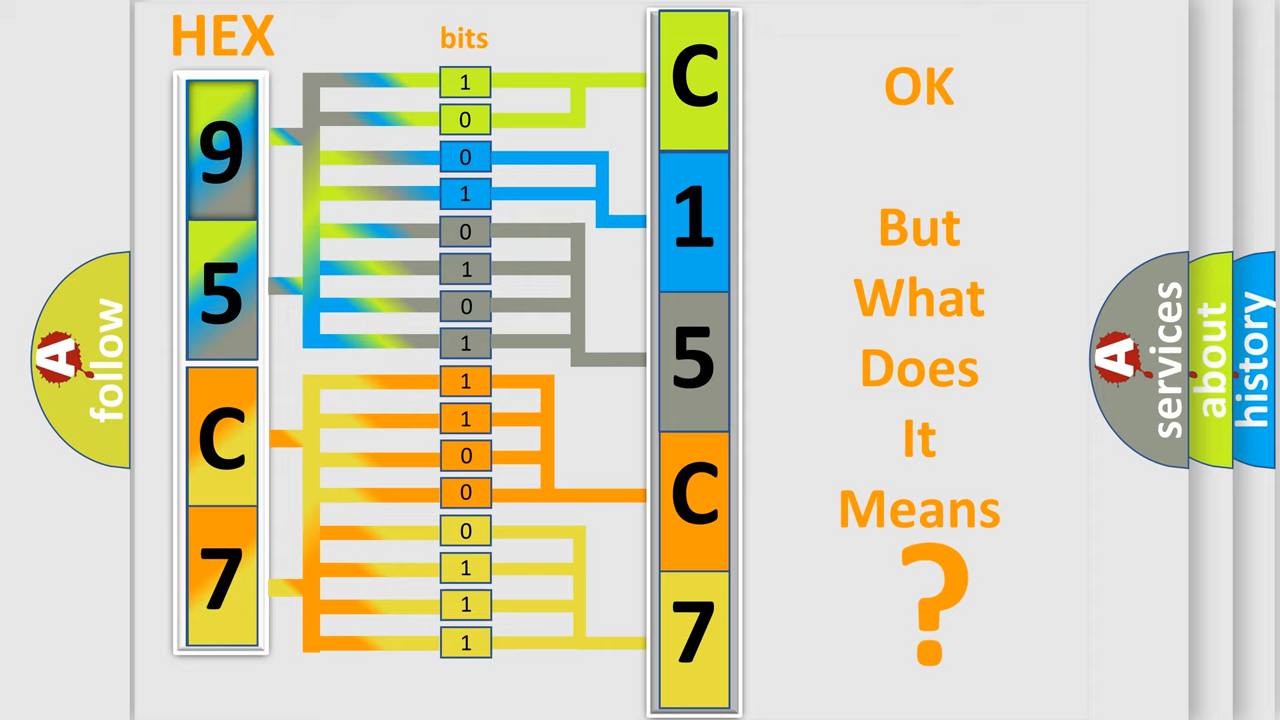 HEX
bits
9
5
C
7
1
0
0
1
0
1
0
1
1
1
0
0
0
1
1
1
C
1
5
C
7
OK
But
What
Does
It
Means
?
A
follow
A
services
about
history